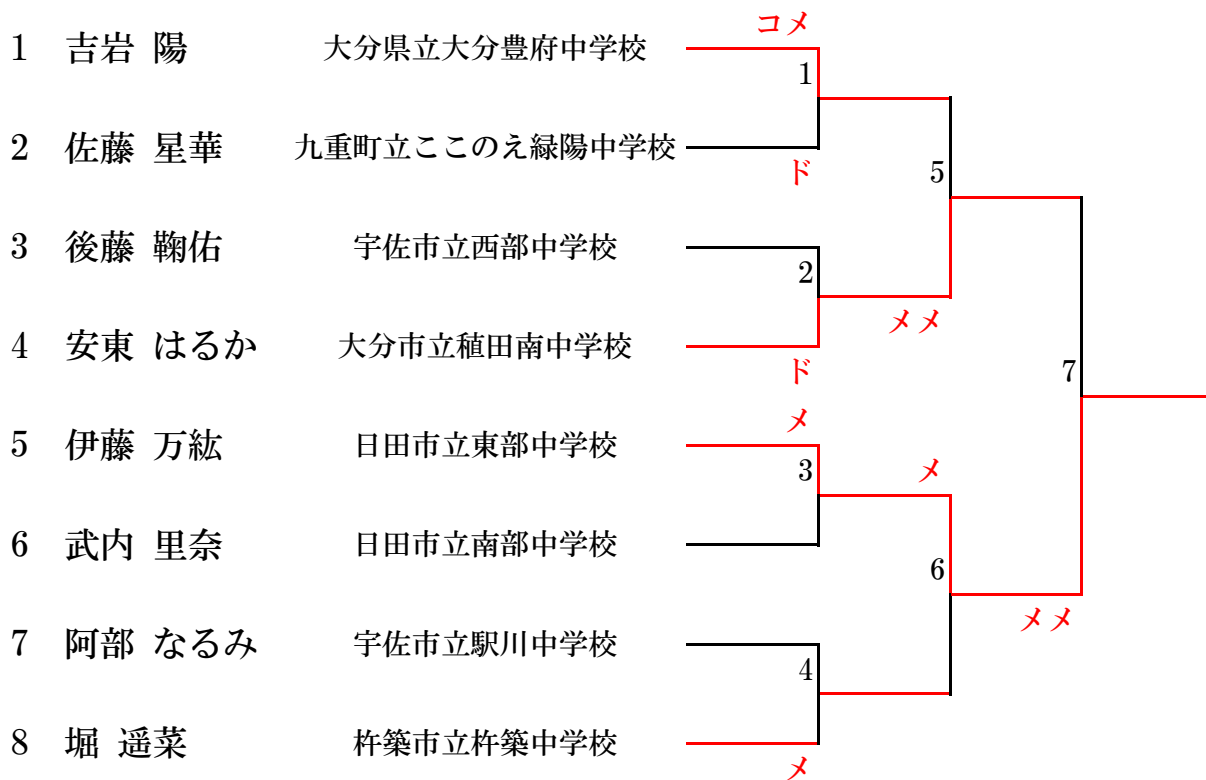 コメ
1 吉岩 陽 大分県立大分豊府中学校
1
2 佐藤 星華 九重町立ここのえ緑陽中学校
ド
5
3 後藤 鞠佑 宇佐市立西部中学校
2
メメ
4 安東 はるか 大分市立稙田南中学校
ド
7
メ
5 伊藤 万紘 日田市立東部中学校
3
メ
6 武内 里奈 日田市立南部中学校
6
メメ
7 阿部 なるみ 宇佐市立駅川中学校
4
8 堀 遥菜 杵築市立杵築中学校
メ